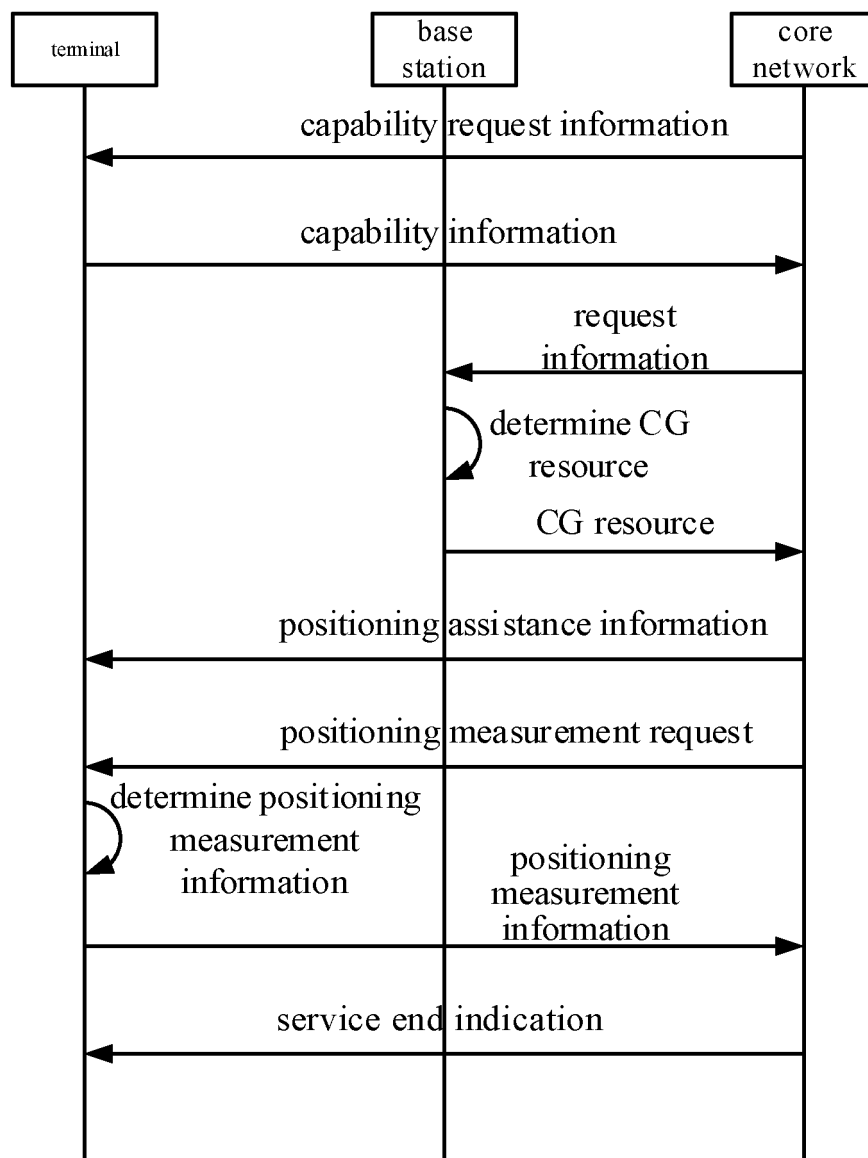 terminal
base
station
core
network
capability request information
capability information
request
information
determine CG
resource
CG resource
positioning assistance information
positioning measurement request
determine positioning
measurement
information
positioning
measurement
information
service end indication